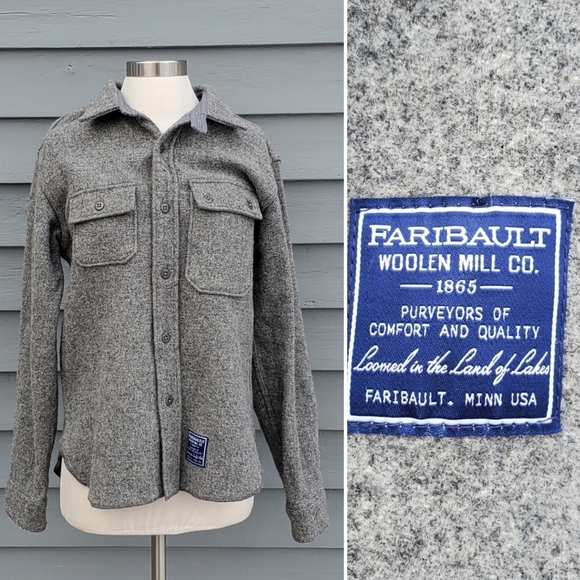 FARIBAULT
WOOLEN MILL CO.
1865
PURVEYORS OF
COMFORT AND QUALITY
Loomed in the Land of Lakes
FARIBAULT. MINN USA
FARIBAULT